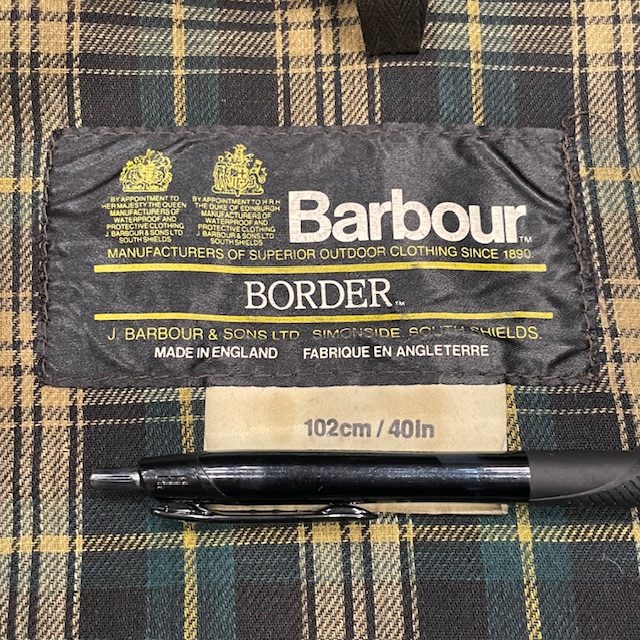 BY APPOINTMENT TO
HER MAJESTY THE QUEEN
MANUFACTURERS OF
WATERPROOF AND
PROTECTIVE CLOTHING
J. BARBOUR & SONS LTD
SOUTH SHIELDS
BY APPOINTMENT TO H R H
THE DUKE OF EDINBURGH
MANUFACTURERS OF
WATERPROOF AND
PROTECTIVE CLOTHING
J. BARBOUR & SONS LTD
SOUTH SHIELDS
Barbour™
MANUFACTURERS OF SUPERIOR OUTDOOR CLOTHING SINCE 1890
BORDER™
J. BARBOUR & SONS LTD. SIMONSIDE. SOUTH SHIELDS.
MADE IN ENGLAND FABRIQUE EN ANGLETERRE
102cm / 40In